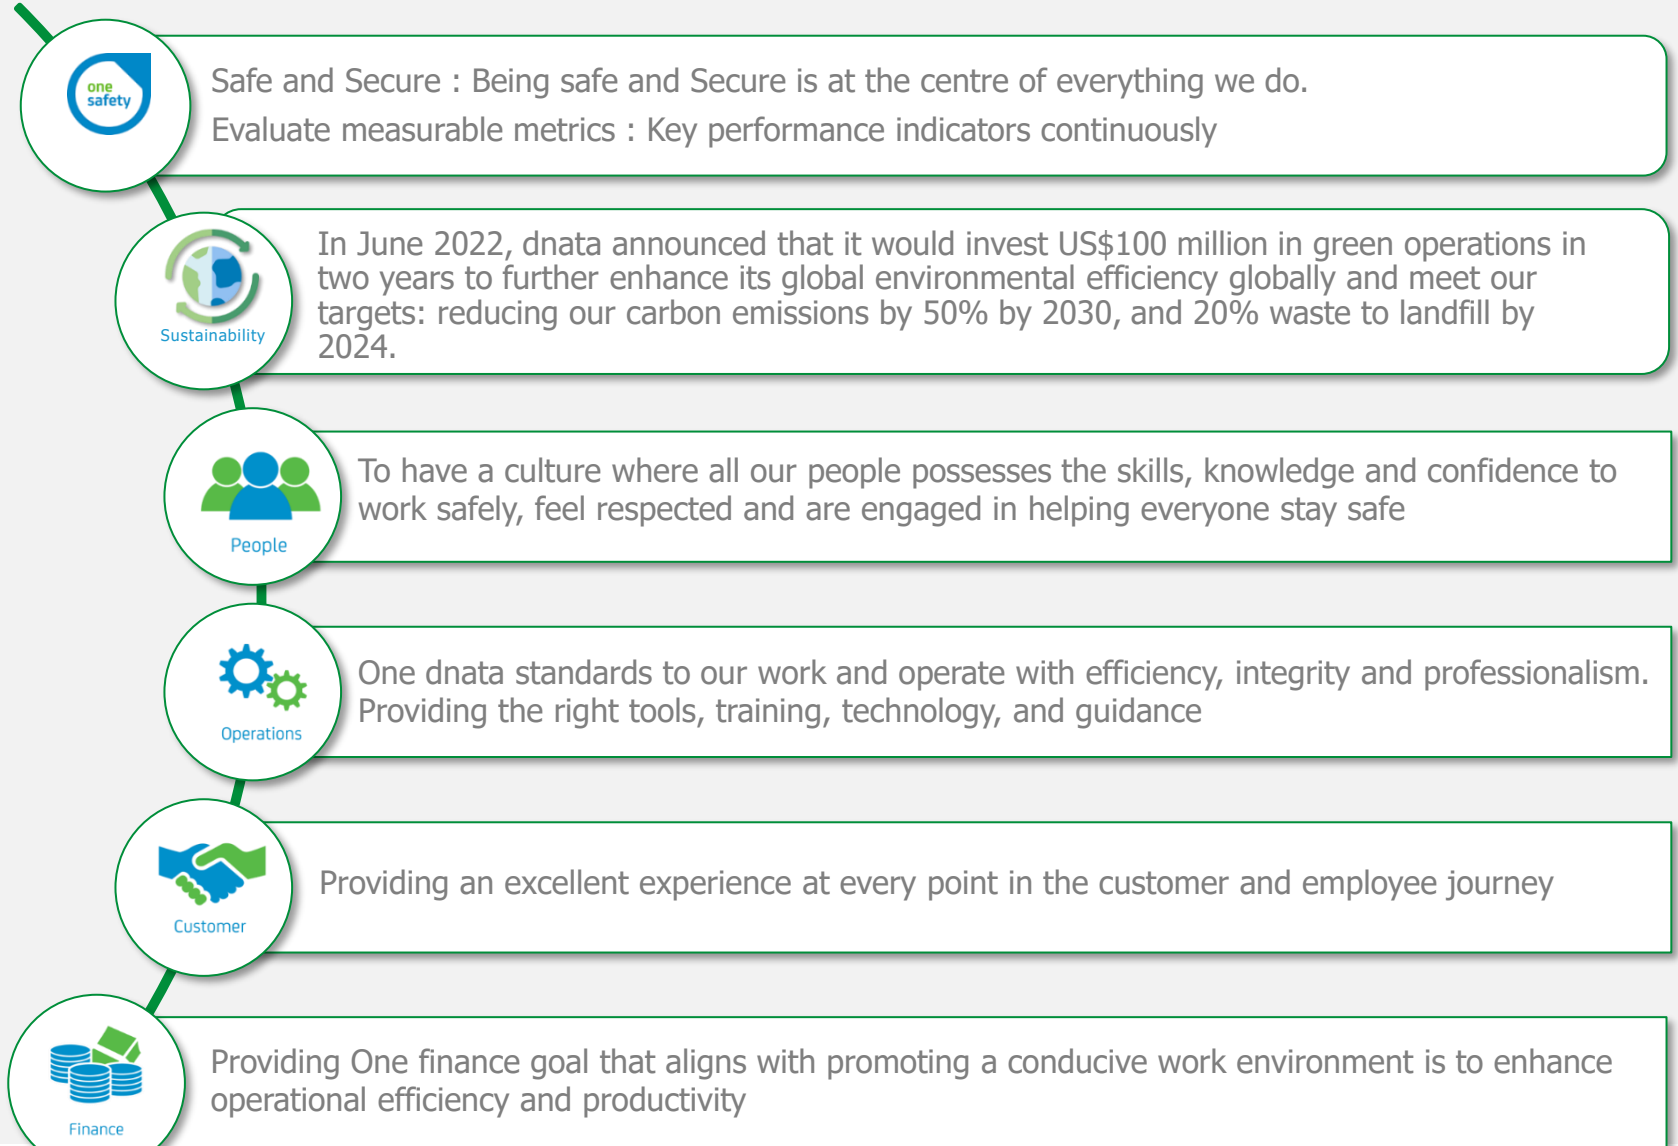 one
safety
Safe and Secure : Being safe and Secure is at the centre of everything we do.
Evaluate measurable metrics : Key performance indicators continuously
Sustainability
In June 2022, dnata announced that it would invest US$100 million in green operations in
two years to further enhance its global environmental efficiency globally and meet our
targets: reducing our carbon emissions by 50% by 2030, and 20% waste to landfill by
2024.
People
To have a culture where all our people possesses the skills, knowledge and confidence to
work safely, feel respected and are engaged in helping everyone stay safe
Operations
One dnata standards to our work and operate with efficiency, integrity and professionalism.
Providing the right tools, training, technology, and guidance
Customer
Providing an excellent experience at every point in the customer and employee journey
Finance
Providing One finance goal that aligns with promoting a conducive work environment is to enhance
operational efficiency and productivity